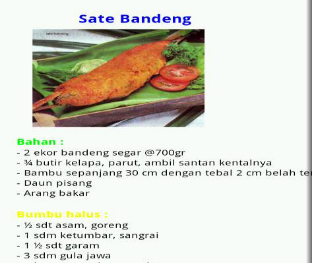 Sate Bandeng
Bahan :
- 2 ekor bandeng segar @700gr
- ¾ butir kelapa, parut, ambil santan kentalnya
- Bambu sepanjang 30 cm dengan tebal 2 cm belah te
- Daun pisang
- Arang bakar
Bumbu halus :
- ½ sdt asam, goreng
- 1 sdm ketumbar, sangrai
- 1 ½ sdt garam
- 3 sdm gula jawa